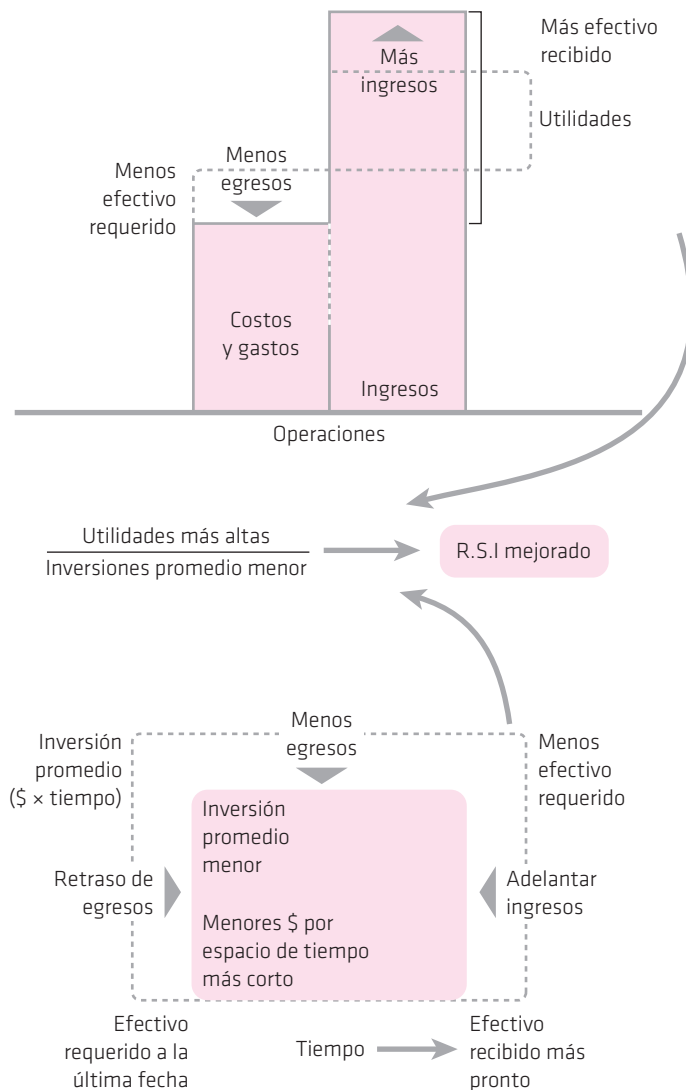 Más efectivo
recibido
Más
ingresos
Utilidades
Menos
egresos
Menos
efectivo
requerido
Costos
y gastos
Ingresos
Operaciones
Utilidades más altas
Inversiones promedio menor
R.S.I mejorado
Menos
egresos
Inversión
promedio
($ × tiempo)
Menos
efectivo
requerido
Inversión
promedio
menor
Retraso de
egresos
Adelantar
ingresos
Menores $ por
espacio de tiempo
más corto
Efectivo
requerido a la
última fecha
Tiempo
Efectivo
recibido más
pronto